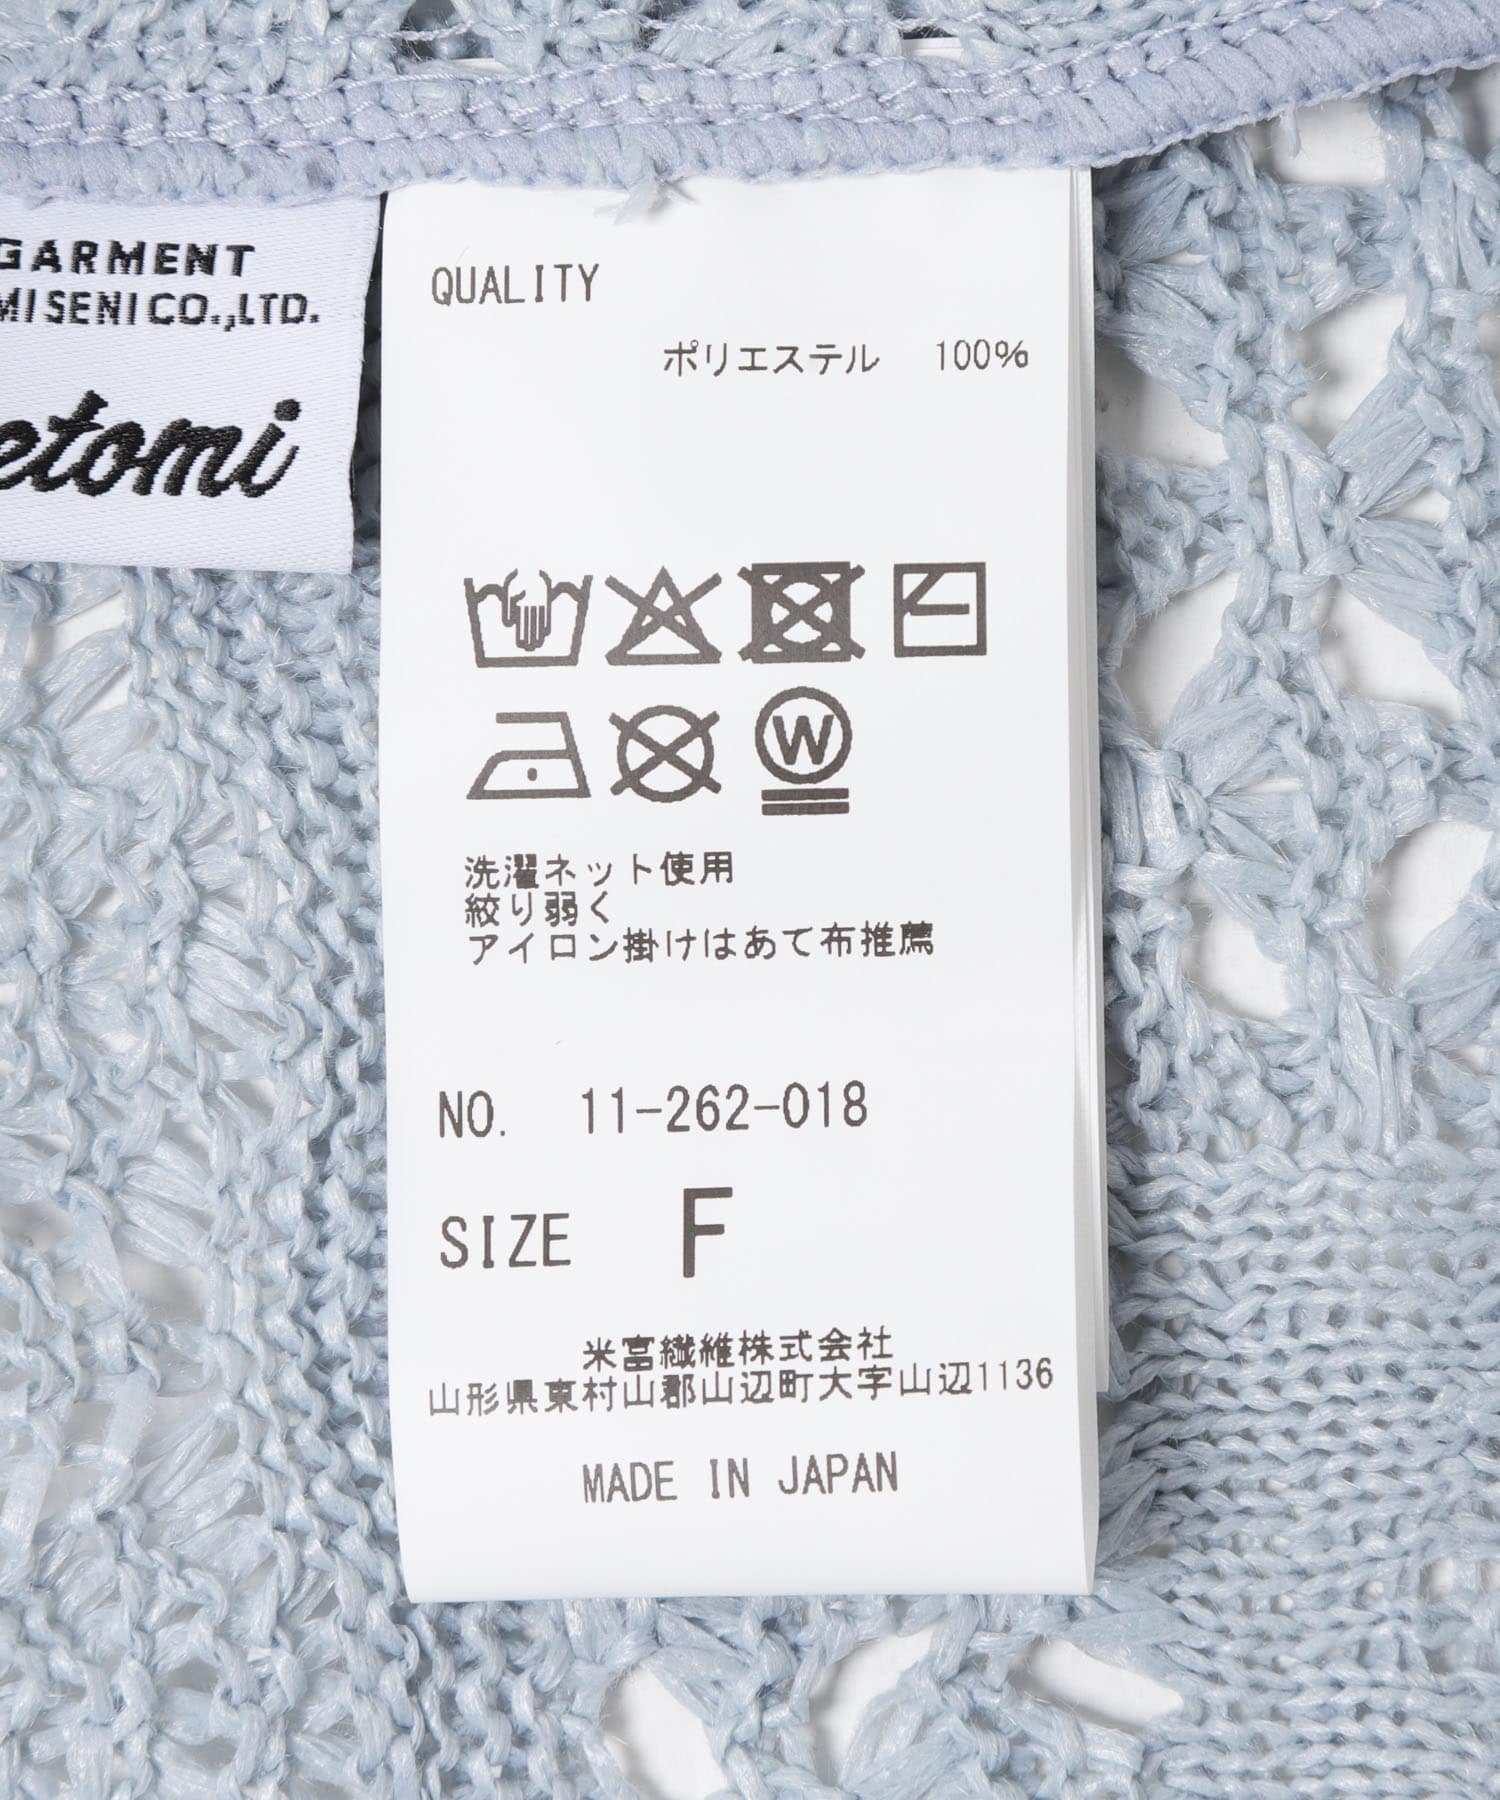 GARMENT
MI SENI CO.,LTD.
etomi
QUALITY
ポリエステル 100%
W
洗濯ネット使用
絞り弱く
アイロン掛けはあて布推薦
NO. 11-262-018
SIZE F
米富繊維株式会社
山形県東村山郡山辺町大字山辺1136
MADE IN JAPAN